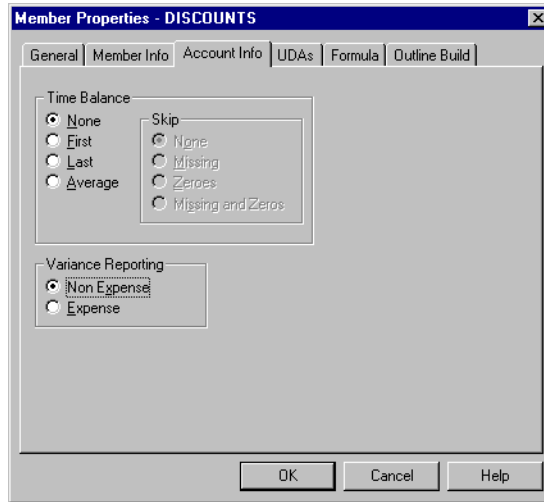 Member Properties - DISCOUNTS
General Member Info Account Info UDAs Formula Outline Build
Time Balance
None
First
Last
Average
Skip
None
Missing
Zeroes
Missing and Zeros
Variance Reporting
Non Expense
Expense
OK Cancel Help